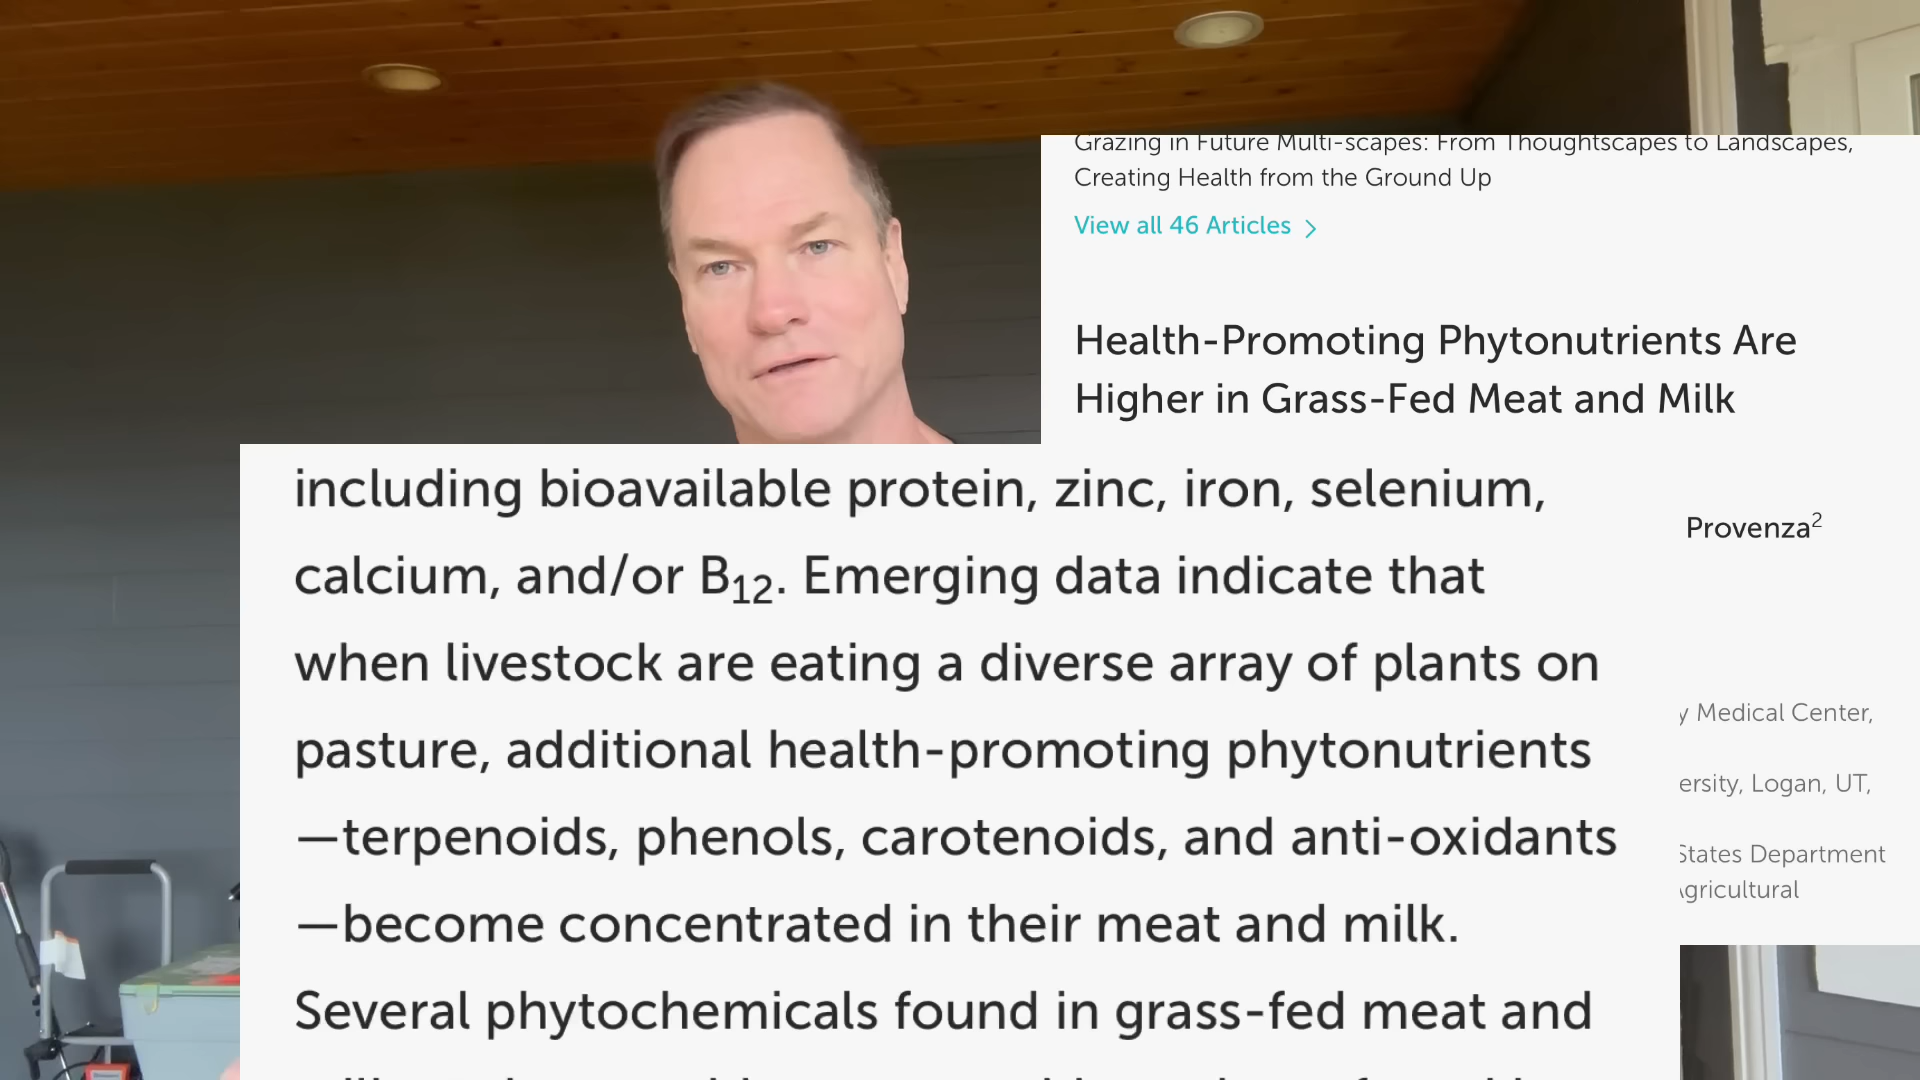 Grazing in Future Multi-scapes: From Thoughtscapes to Landscapes,
Creating Health from the Ground Up
View all 46 Articles
Health-Promoting Phytonutrients Are
Higher in Grass-Fed Meat and Milk
Provenza2
Medical Center,
Logan, UT,
States Department
including bioavailable protein, zinc, iron, selenium,
calcium, and/or B12. Emerging data indicate that
when livestock are eating a diverse array of plants on
pasture, additional health-promoting phytonutrients
—terpenoids, phenols, carotenoids, and anti-oxidants
—become concentrated in their meat and milk.
Several phytochemicals found in grass-fed meat and